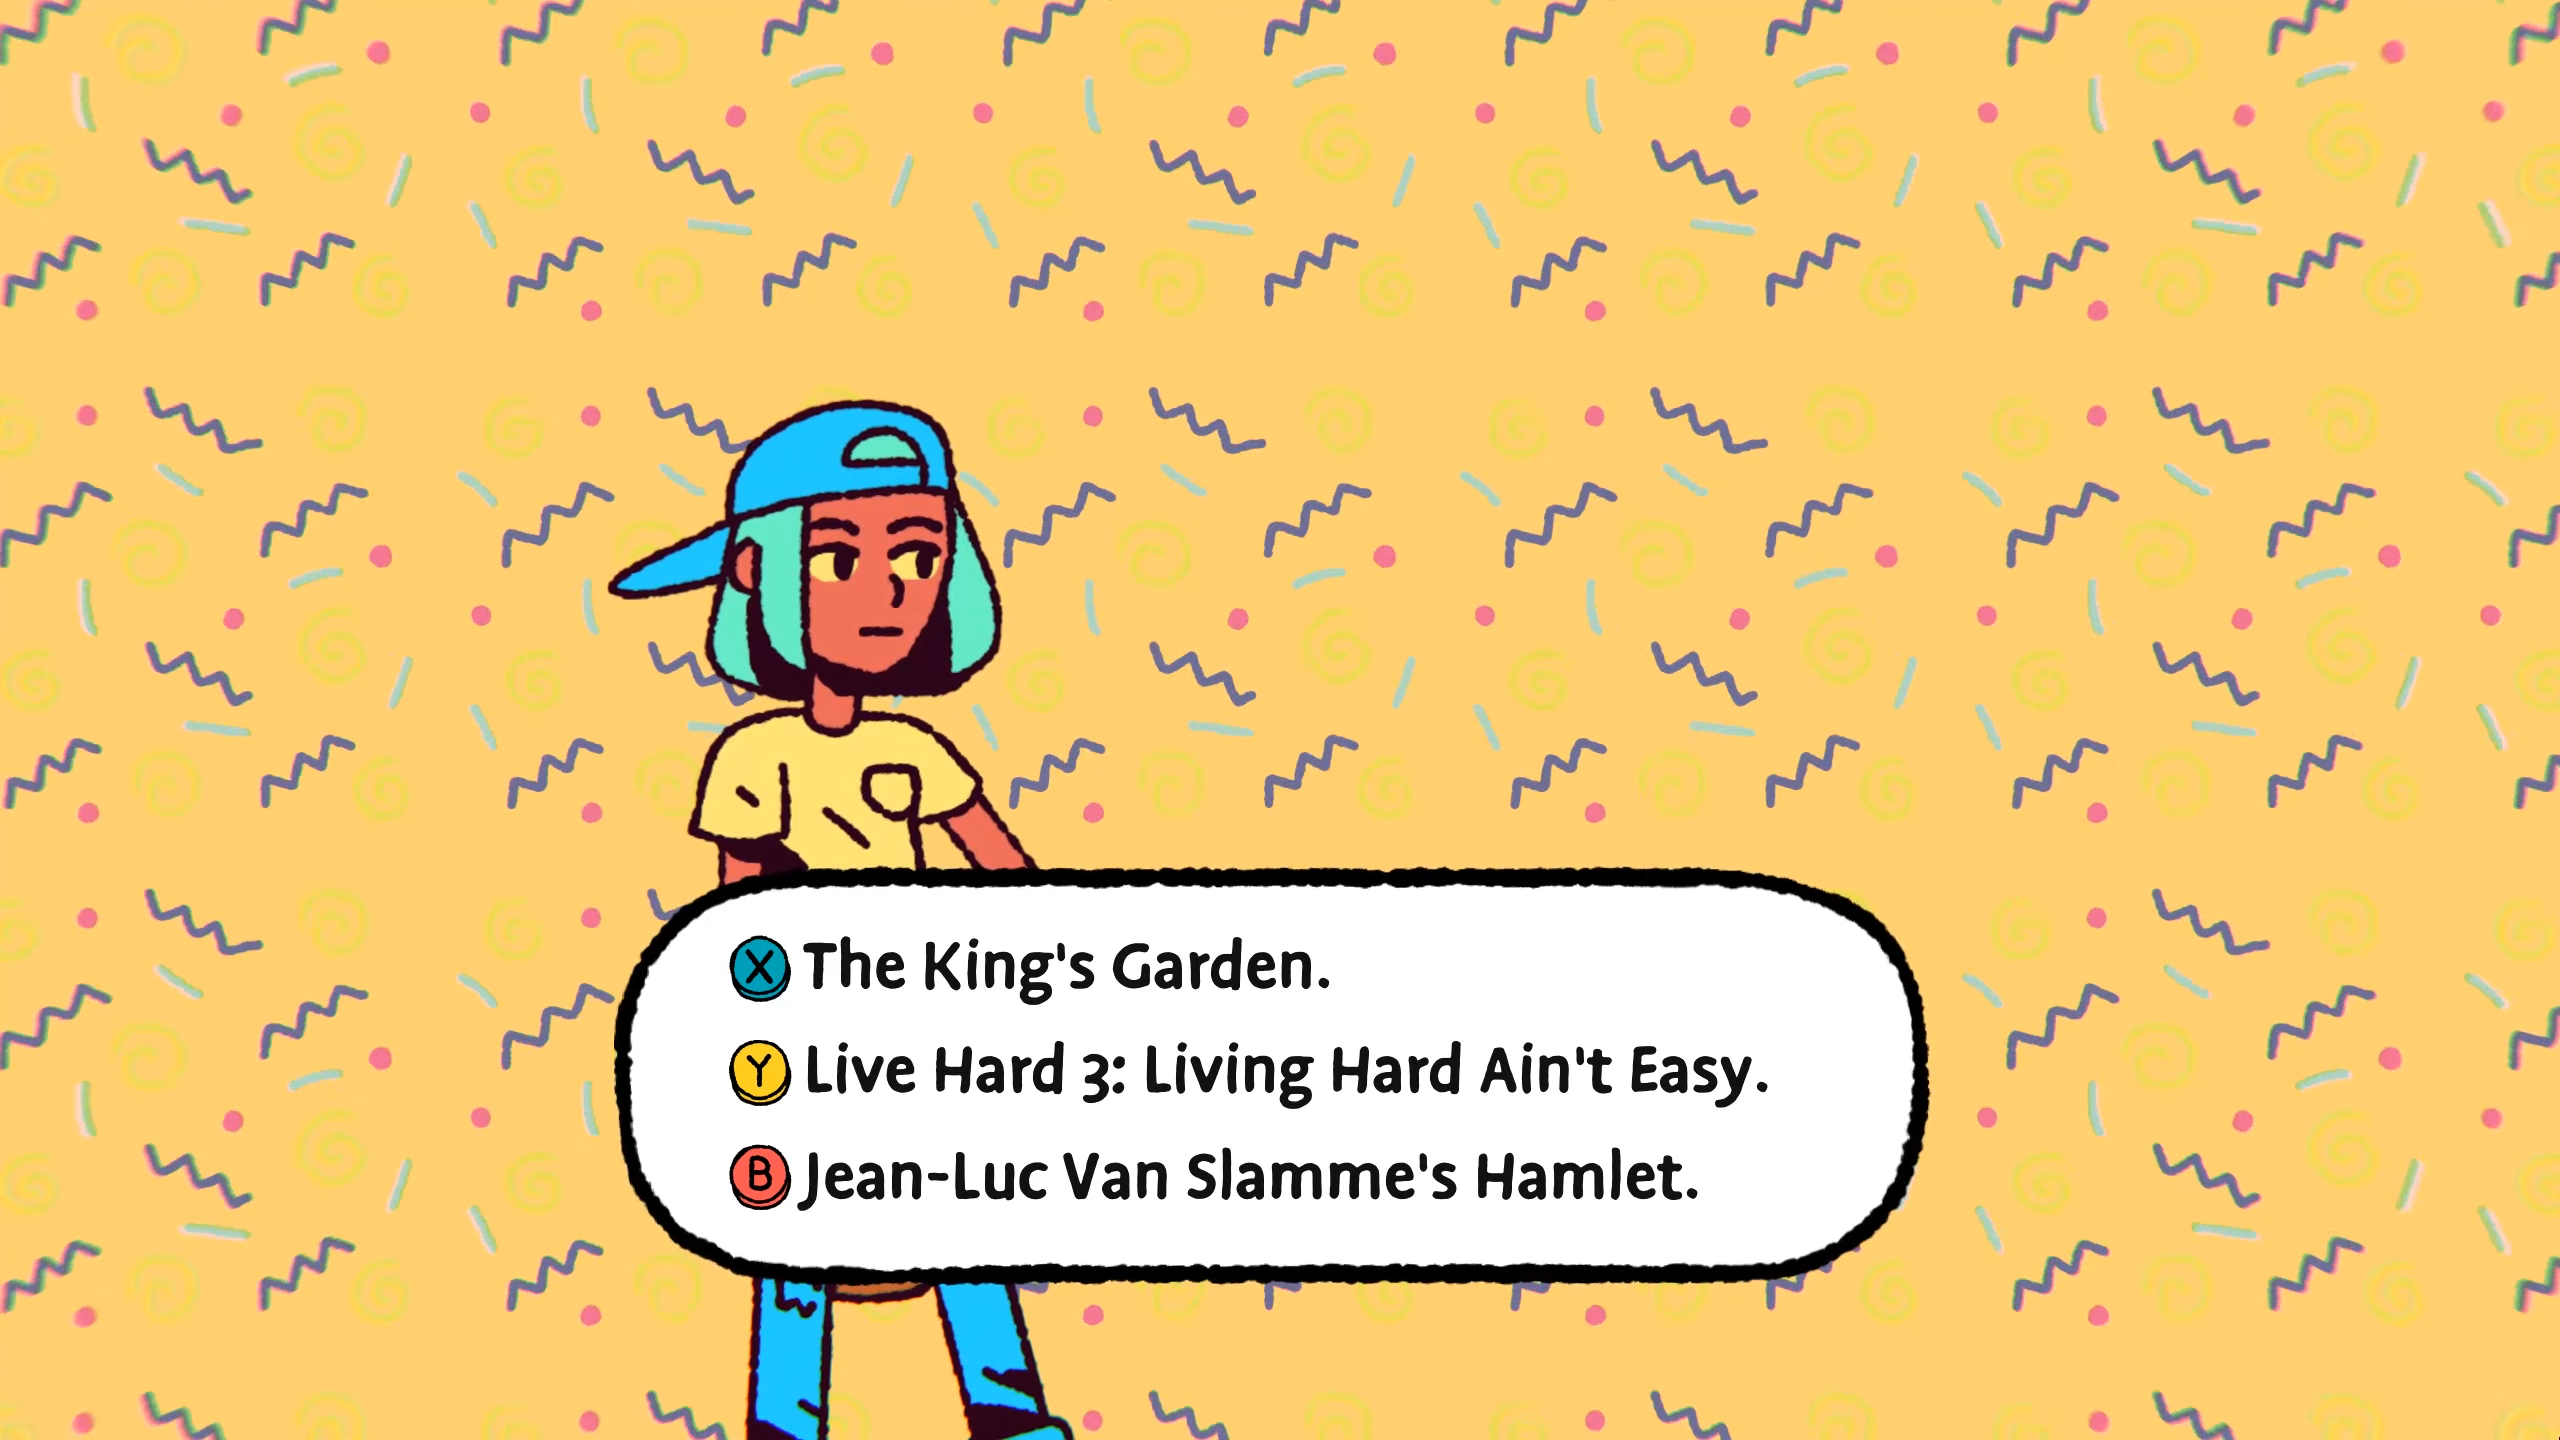 X The King's Garden.
Y Live Hard 3: Living Hard Ain't Easy.
B Jean-Luc Van Slamme's Hamlet.